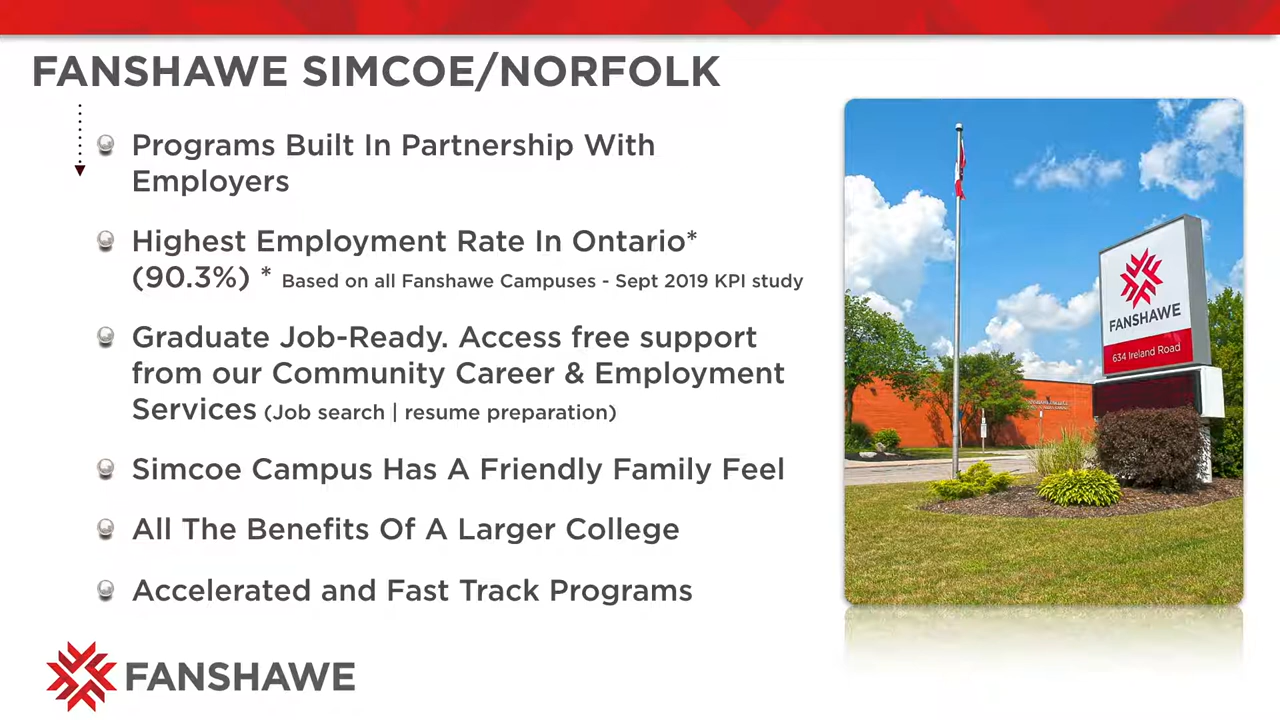 FANSHAWE SIMCOE/NORFOLK
Programs Built In Partnership With
Employers
Highest Employment Rate In Ontario*
(90.3%) * Based on all Fanshawe Campuses - Sept 2019 KPI study
Graduate Job-Ready. Access free support
from our Community Career & Employment
Services (Job search | resume preparation)
Simcoe Campus Has A Friendly Family Feel
All The Benefits Of A Larger College
Accelerated and Fast Track Programs
FANSHAWE
634 Ireland Road
FANSHAWE